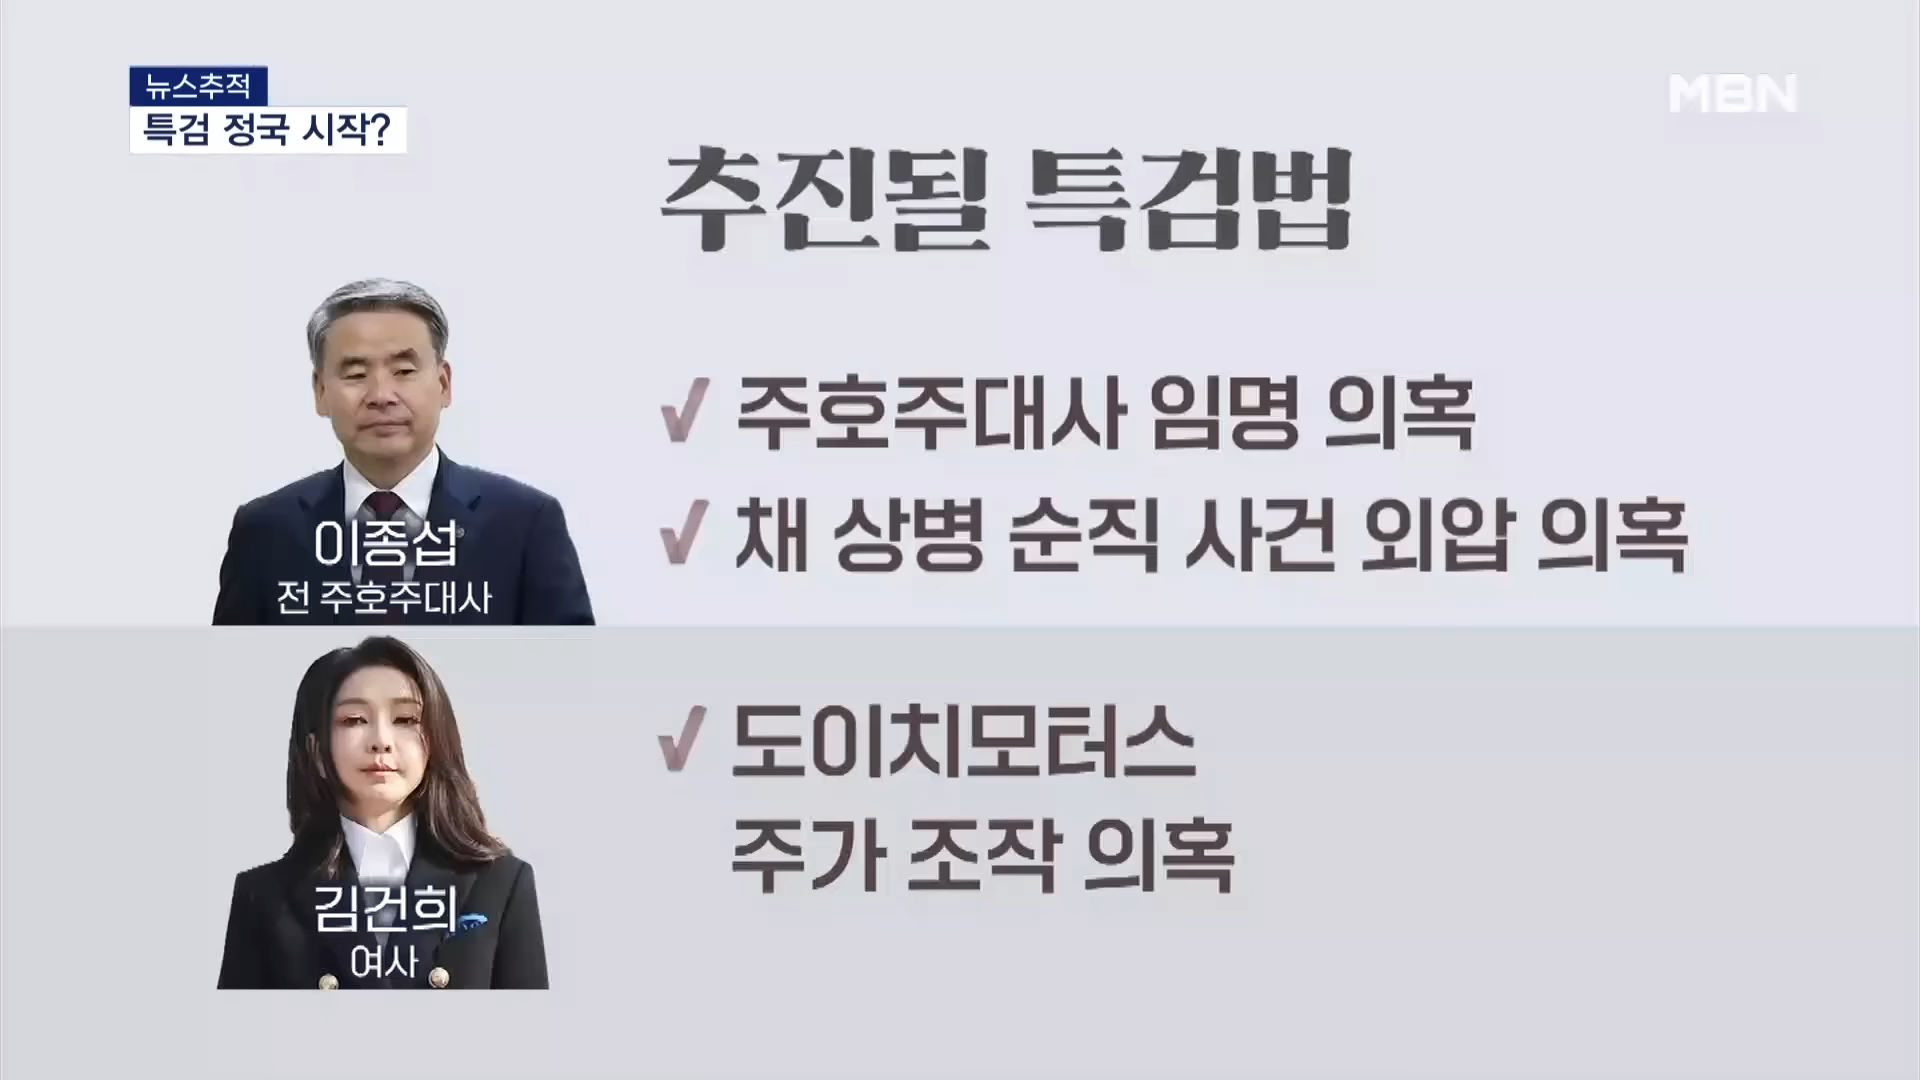 뉴스추적
특검 정국 시작?
MBN
추진될 특검법
✓ 주호주대사 임명 의혹
✓ 채 상병 순직 사건 외압 의혹
이종섭
전 주호주대사
✓ 도이치모터스
주가 조작 의혹
김건희
여사